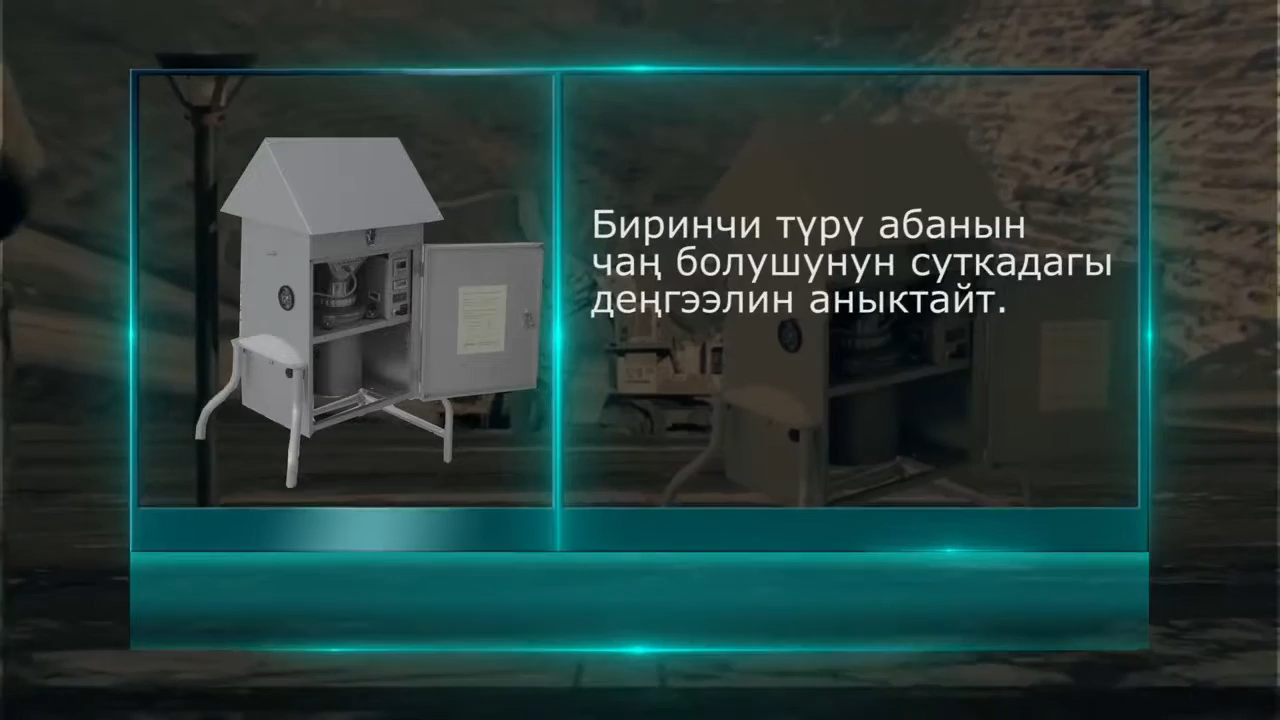 Биринчи түрү абанын
чаң болушунун суткадагы
деңгээлин аныктайт.